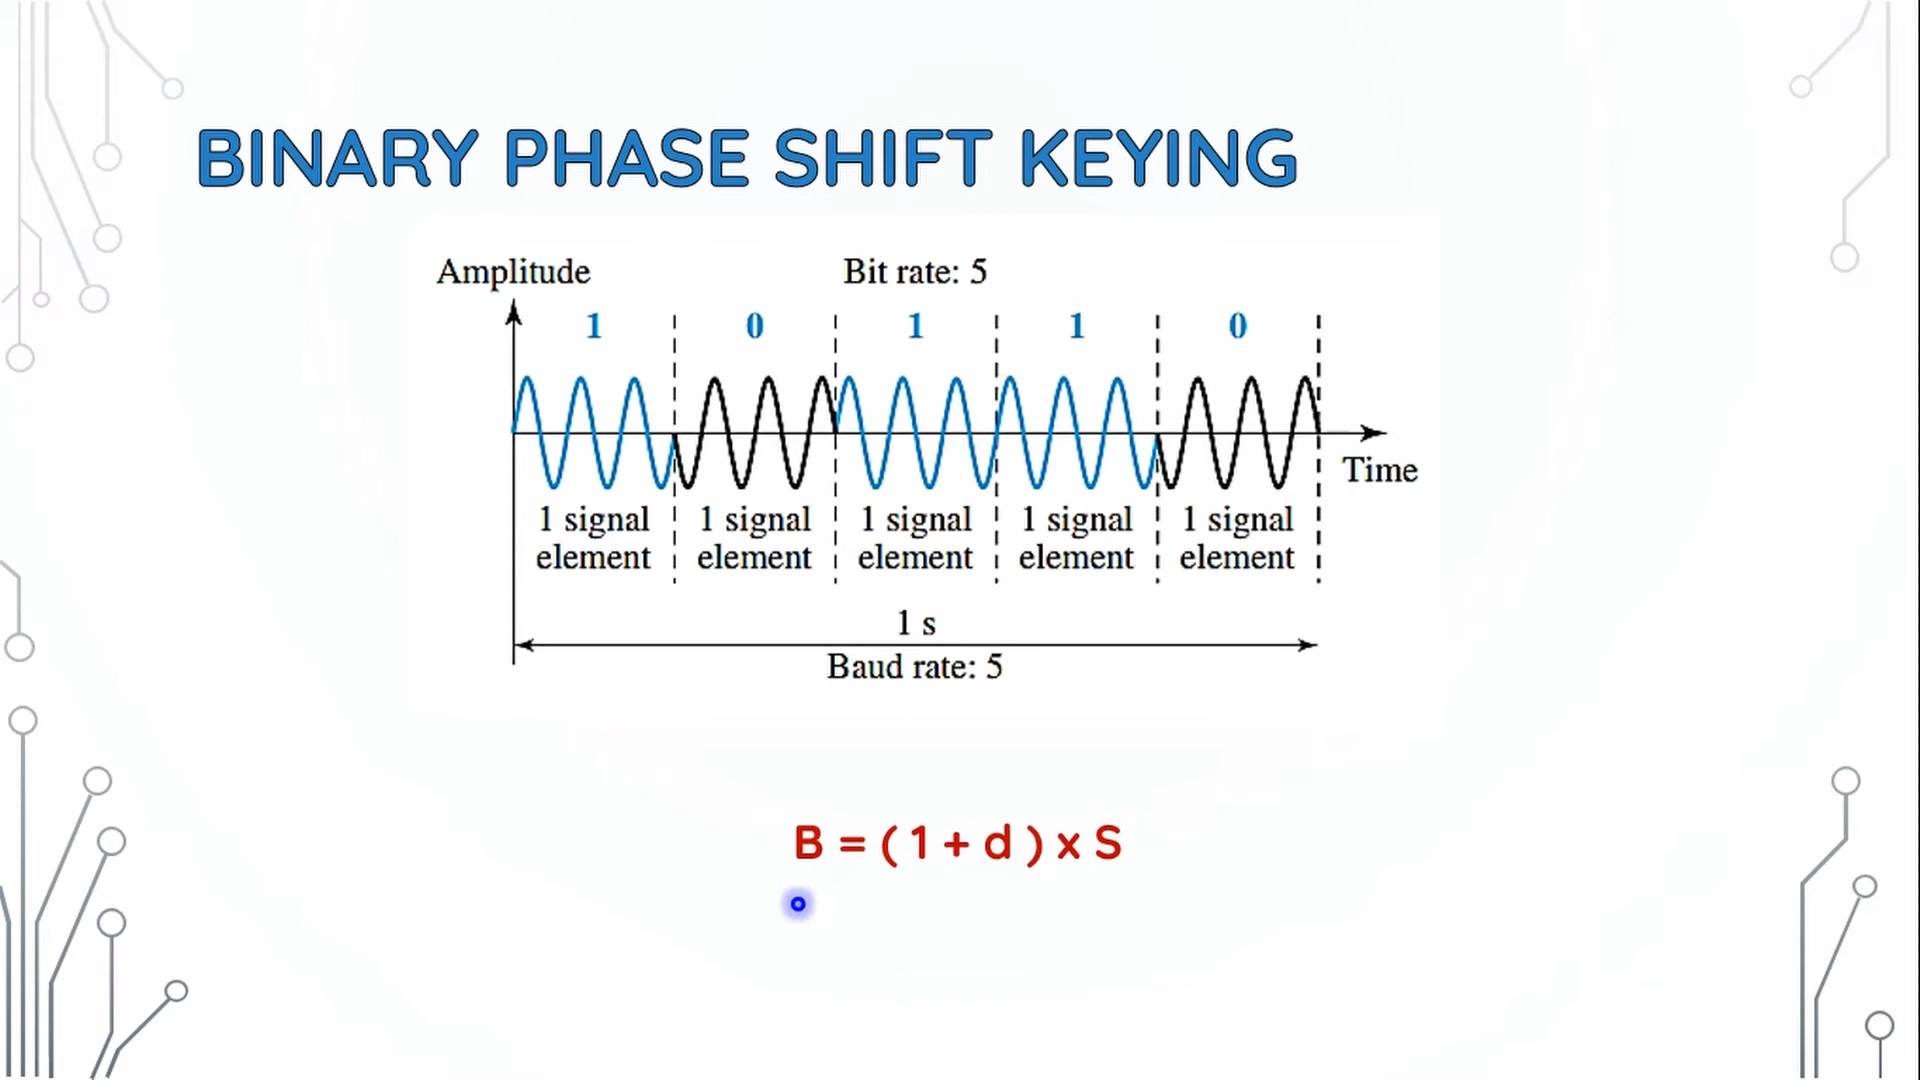 BINARY PHASE SHIFT KEYING
Amplitude
Bit rate: 5
1 0 1 1 0
Time
1 signal element
1 signal element
1 signal element
1 signal element
1 signal element
1 s
Baud rate: 5
B = ( 1 + d ) x S